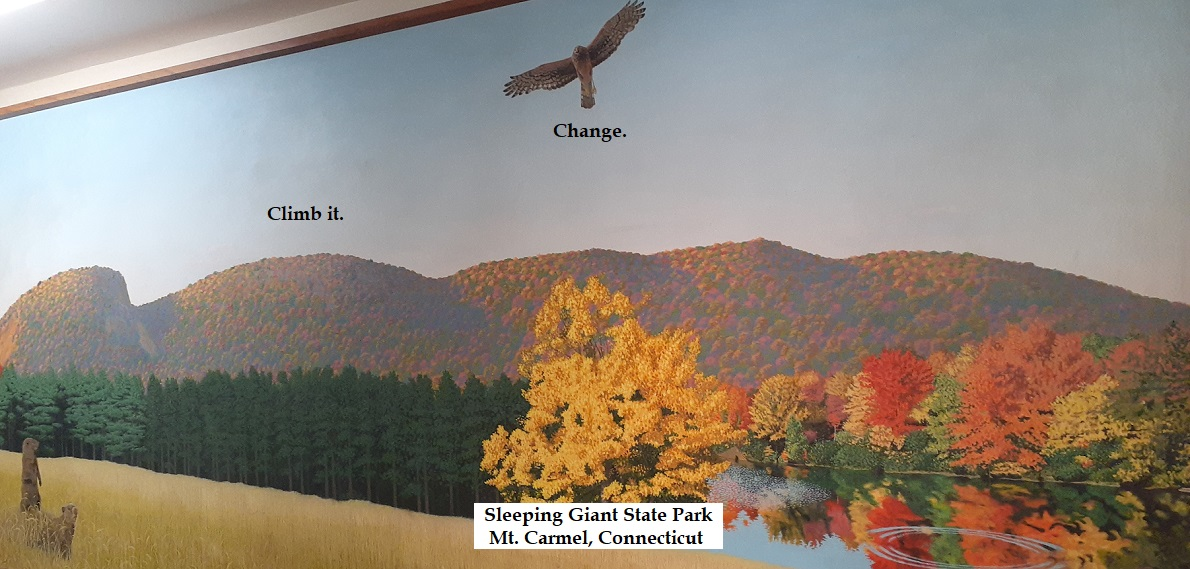 Change.
Climb it.
Sleeping Giant State Park
Mt. Carmel, Connecticut